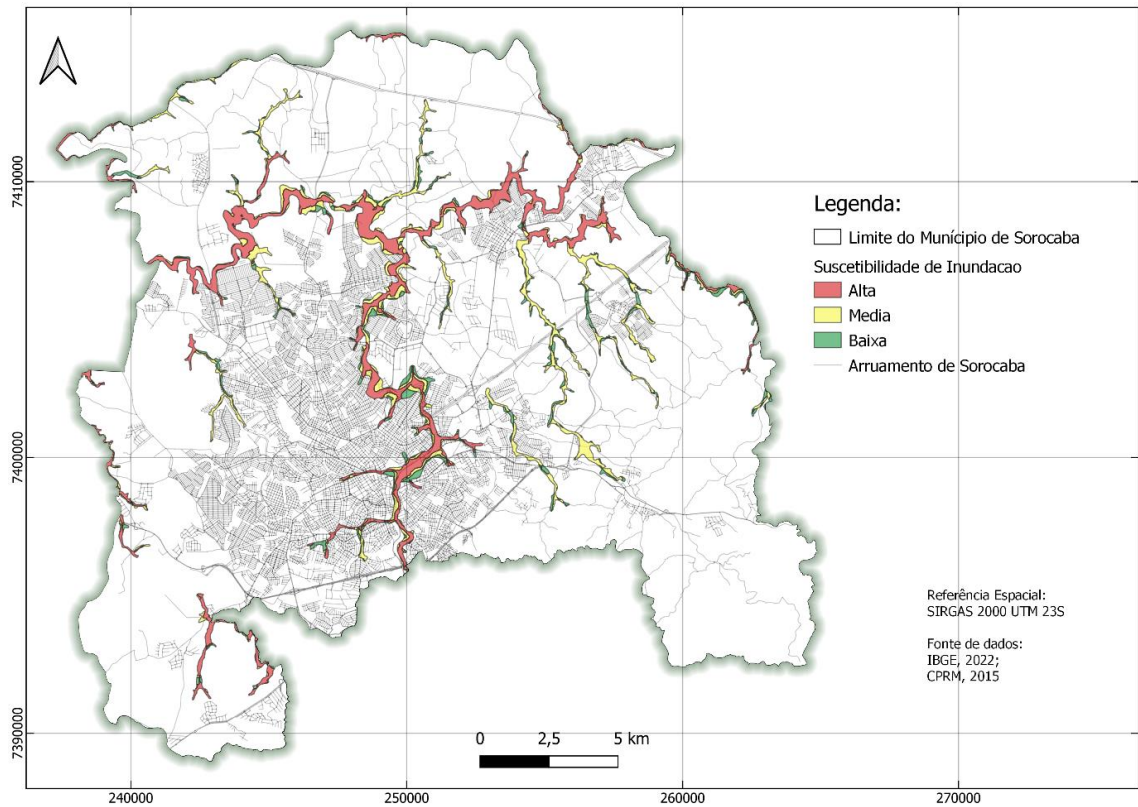 7410000
7400000
7390000
240000
250000
260000
270000
0 2,5 5 km
Legenda:
Limite do Munícipio de Sorocaba
Suscetibilidade de Inundacao
Alta
Media
Baixa
Arruamento de Sorocaba
Referência Espacial:
SIRGAS 2000 UTM 23S
Fonte de dados:
IBGE, 2022;
CPRM, 2015